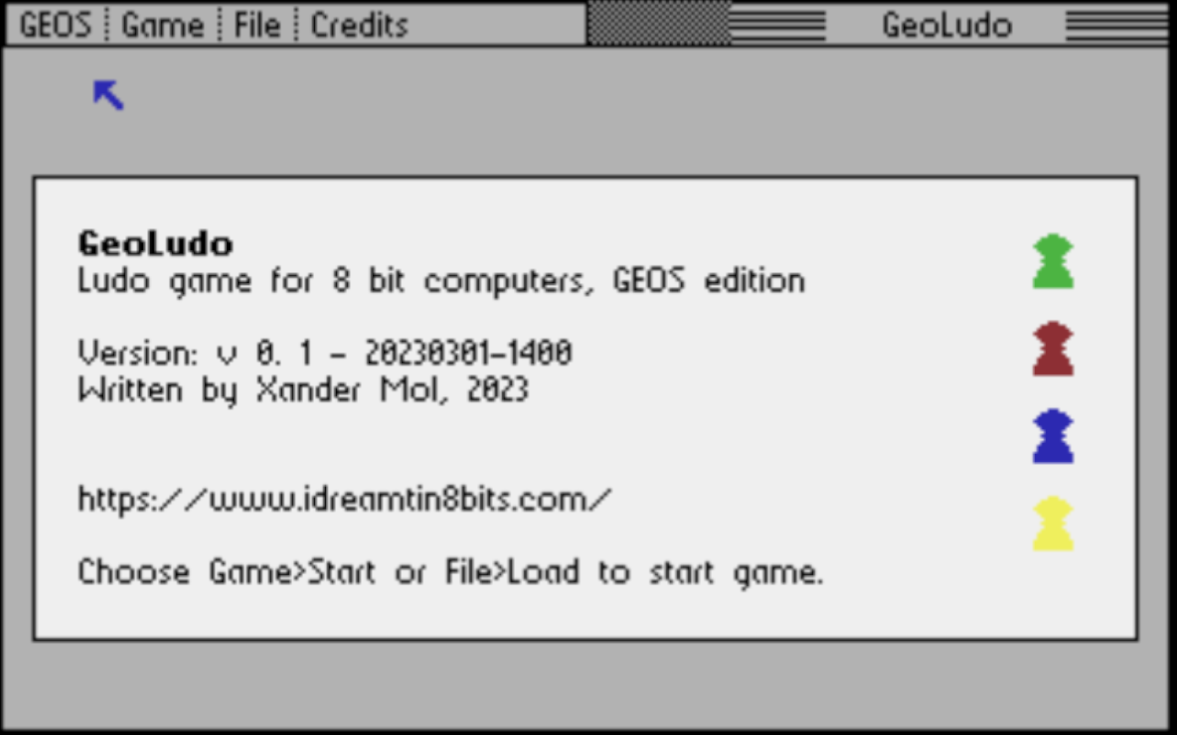 GEOS Game File Credits GeoLudo
GeoLudo
Ludo game for 8 bit computers, GEOS edition
Version: v 0. 1 - 20230301-1400
Written by Xander Mol, 2023
https://www.idreamtin8bits.com/
Choose Game>Start or File>Load to start game.